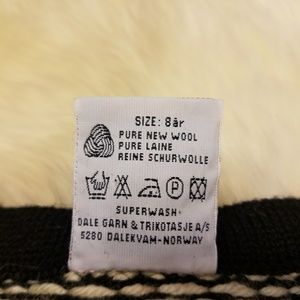 SIZE: 8år
PURE NEW WOOL
PURE LAINE
REINE SCHURWOLLE
P
SUPERWASH
DALE GARN & TRIKOTASJE A/S
5280 DALEKVAM-NORWAY